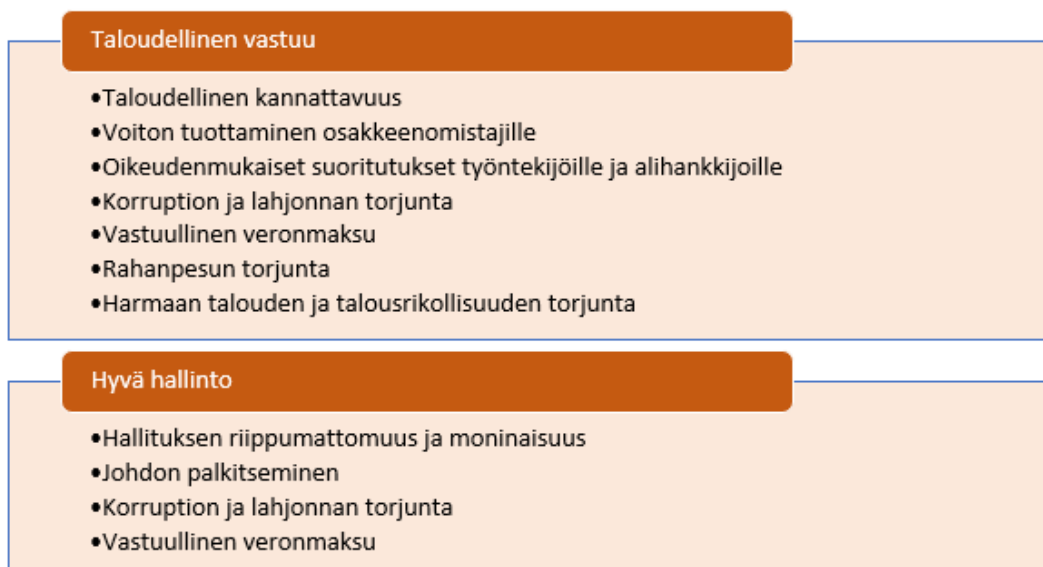 Taloudellinen vastuu
•Taloudellinen kannattavuus
•Voiton tuottaminen osakkeenomistajille
•Oikeudenmukaiset suoritutukset työntekijöille ja alihankkijoille
•Korruption ja lahjonnan torjunta
•Vastuullinen veronmaksu
•Rahanpesun torjunta
•Harmaan talouden ja talousrikollisuuden torjunta
Hyvä hallinto
•Hallituksen riippumattomuus ja moninaisuus
•Johdon palkitseminen
•Korruption ja lahjonnan torjunta
•Vastuullinen veronmaksu